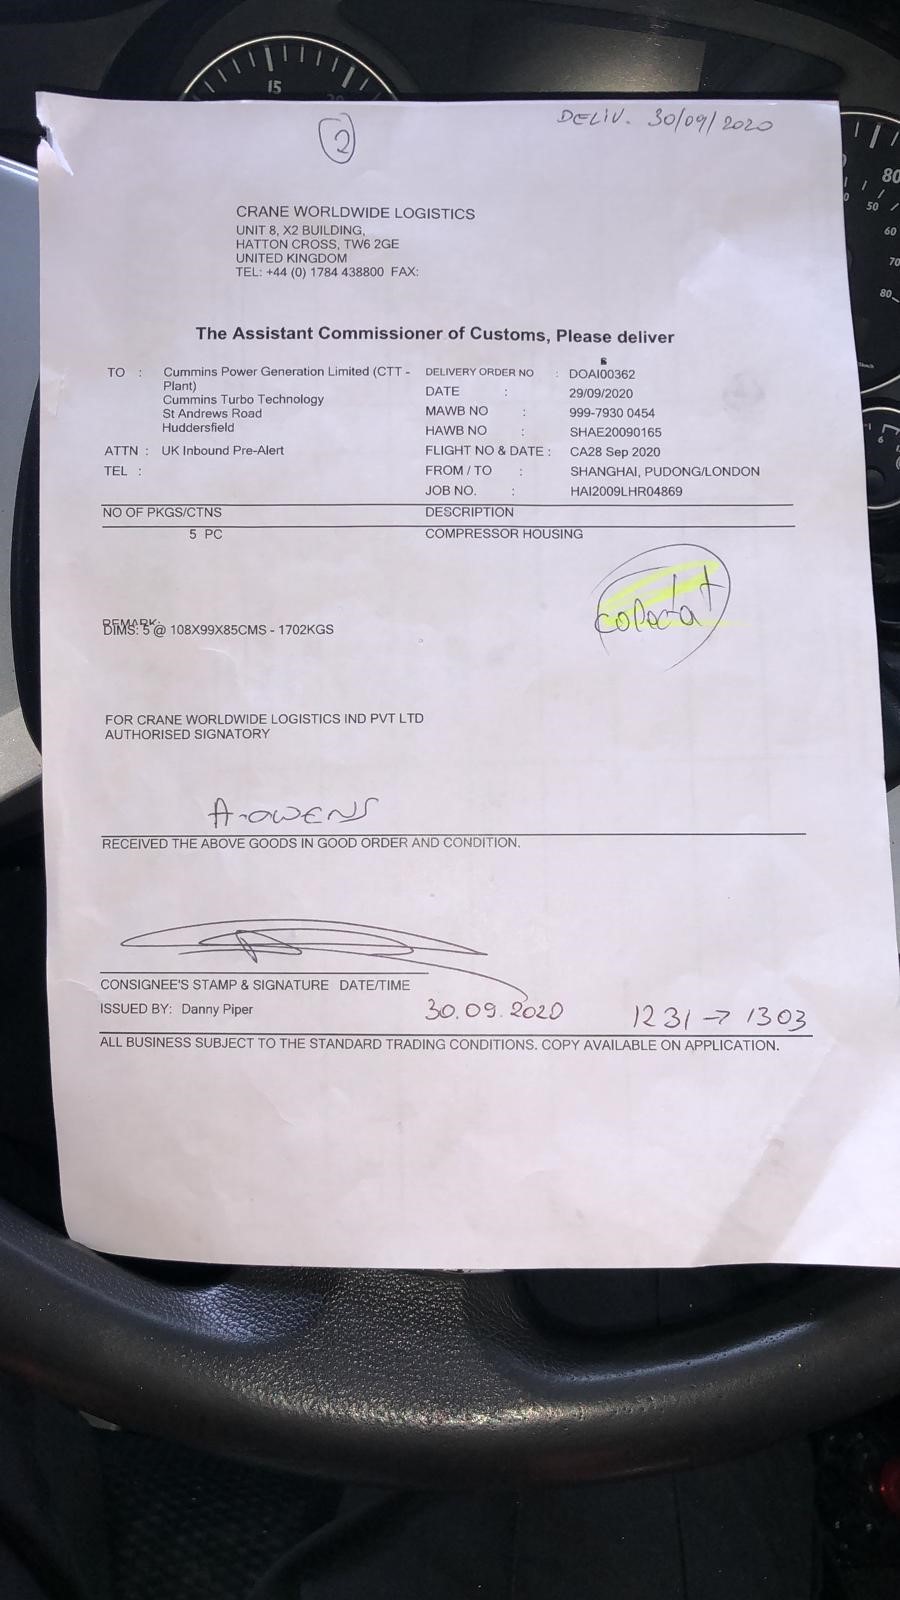 15
20
80
50
60
70
80
6
2
DELIV. 30/09/2020
CRANE WORLDWIDE LOGISTICS
UNIT 8, X2 BUILDING,
HATTON CROSS, TW6 2GE
UNITED KINGDOM
TEL: +44 (0) 1784 438800 FAX:
The Assistant Commissioner of Customs, Please deliver
TO : Cummins Power Generation Limited (CTT - Plant)
Cummins Turbo Technology
St Andrews Road
Huddersfield
ATTN : UK Inbound Pre-Alert
TEL :
DELIVERY ORDER NO : DOAI00362
DATE : 29/09/2020
MAWB NO : 999-7930 0454
HAWB NO : SHAE20090165
FLIGHT NO & DATE : CA28 Sep 2020
FROM / TO : SHANGHAI, PUDONG/LONDON
JOB NO. : HAI2009LHR04869
NO OF PKGS/CTNS DESCRIPTION
5 PC COMPRESSOR HOUSING
colectat
REMARK:
DIMS: 5 @ 108X99X85CMS - 1702KGS
FOR CRANE WORLDWIDE LOGISTICS IND PVT LTD
AUTHORISED SIGNATORY
A-OWENS
RECEIVED THE ABOVE GOODS IN GOOD ORDER AND CONDITION.
CONSIGNEE'S STAMP & SIGNATURE DATE/TIME
ISSUED BY: Danny Piper 30.09.2020 1231 → 1303
ALL BUSINESS SUBJECT TO THE STANDARD TRADING CONDITIONS. COPY AVAILABLE ON APPLICATION.